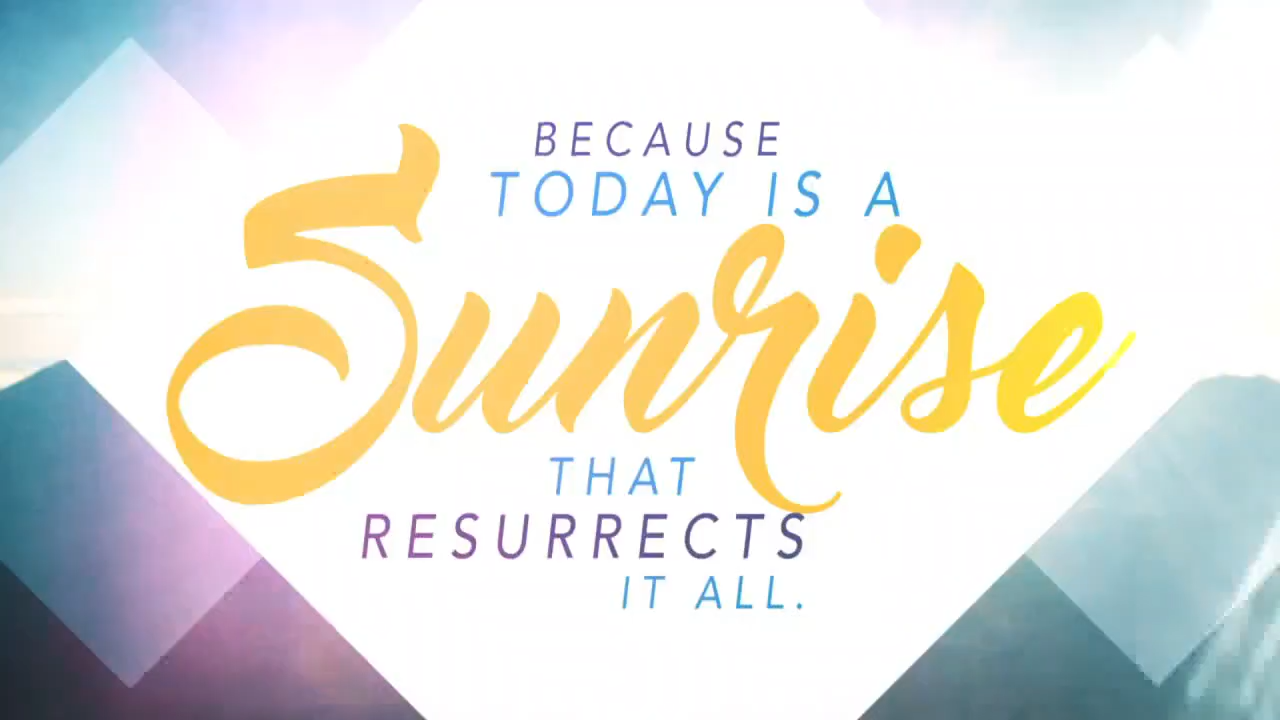 BECAUSE
TODAY IS A
Sunrise
THAT
RESURRECTS
IT ALL.